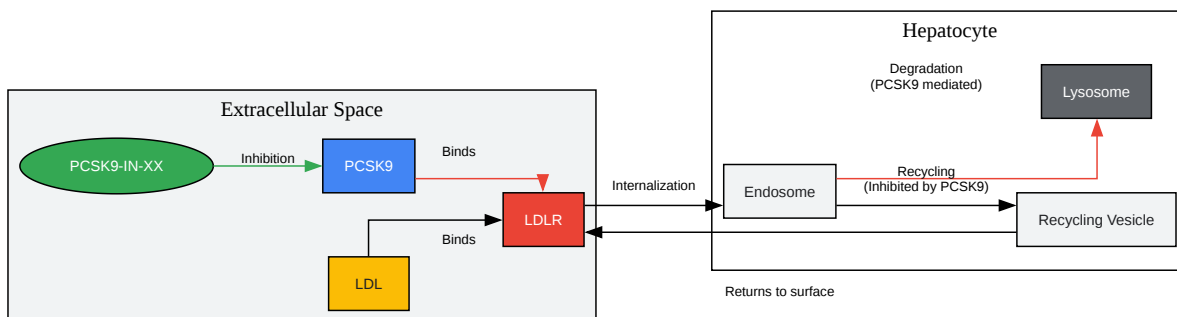 Hepatocyte
Degradation
(PCSK9 mediated)
Lysosome
Extracellular Space
PCSK9-IN-XX
Inhibition
PCSK9
Binds
Internalization
Endosome
Recycling
(Inhibited by PCSK9)
LDLR
Recycling Vesicle
Binds
LDL
Returns to surface